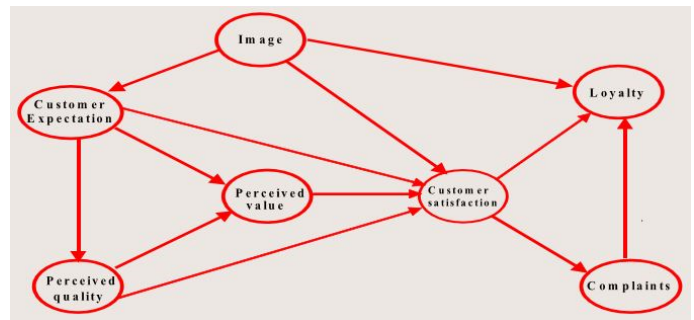 Image
Loyalty
Customer
Expectation
Perceived
value
Customer
satisfaction
Perceived
quality
Complaints